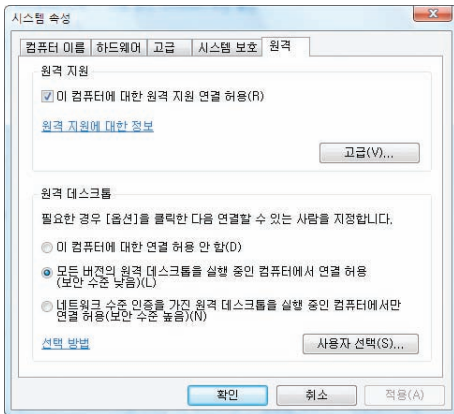 시스템 속성
컴퓨터 이름 하드웨어 고급 시스템 보호 원격
원격 지원
이 컴퓨터에 대한 원격 지원 연결 허용(R)
원격 지원에 대한 정보
고급(V)...
원격 데스크톱
필요한 경우 [옵션]을 클릭한 다음 연결할 수 있는 사람을 지정합니다.
이 컴퓨터에 대한 연결 허용 안 함(D)
모든 버전의 원격 데스크톱을 실행 중인 컴퓨터에서 연결 허용
(보안 수준 낮음)(L)
네트워크 수준 인증을 가진 원격 데스크톱을 실행 중인 컴퓨터에서만
연결 허용(보안 수준 높음)(N)
선택 방법 사용자 선택(S)...
확인 취소 적용(A)